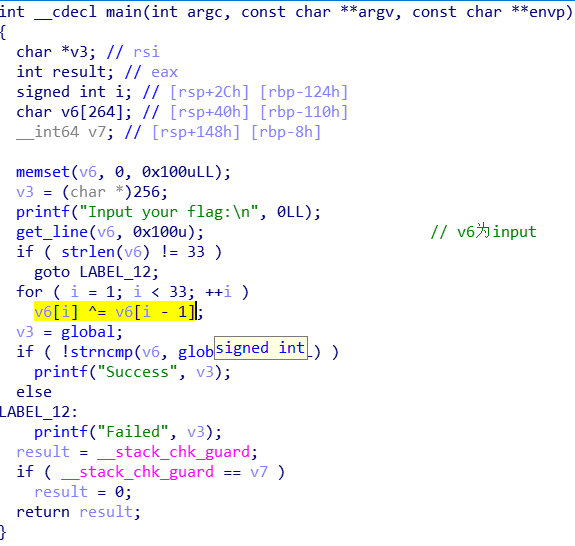 int __cdecl main(int argc, const char **argv, const char **envp)
{
  char *v3; // rsi
  int result; // eax
  signed int i; // [rsp+2Ch] [rbp-124h]
  char v6[264]; // [rsp+40h] [rbp-110h]
  __int64 v7; // [rsp+148h] [rbp-8h]

  memset(v6, 0, 0x100uLL);
  v3 = (char *)256;
  printf("Input your flag:\n", 0LL);
  get_line(v6, 0x100u);                         // v6为input
  if ( strlen(v6) != 33 )
    goto LABEL_12;
  for ( i = 1; i < 33; ++i )
    v6[i] ^= v6[i - 1];
  v3 = global;
  if ( !strncmp(v6, glob signed int ) )
    printf("Success", v3);
  else
LABEL_12:
    printf("Failed", v3);
  result = __stack_chk_guard;
  if ( __stack_chk_guard == v7 )
    result = 0;
  return result;
}